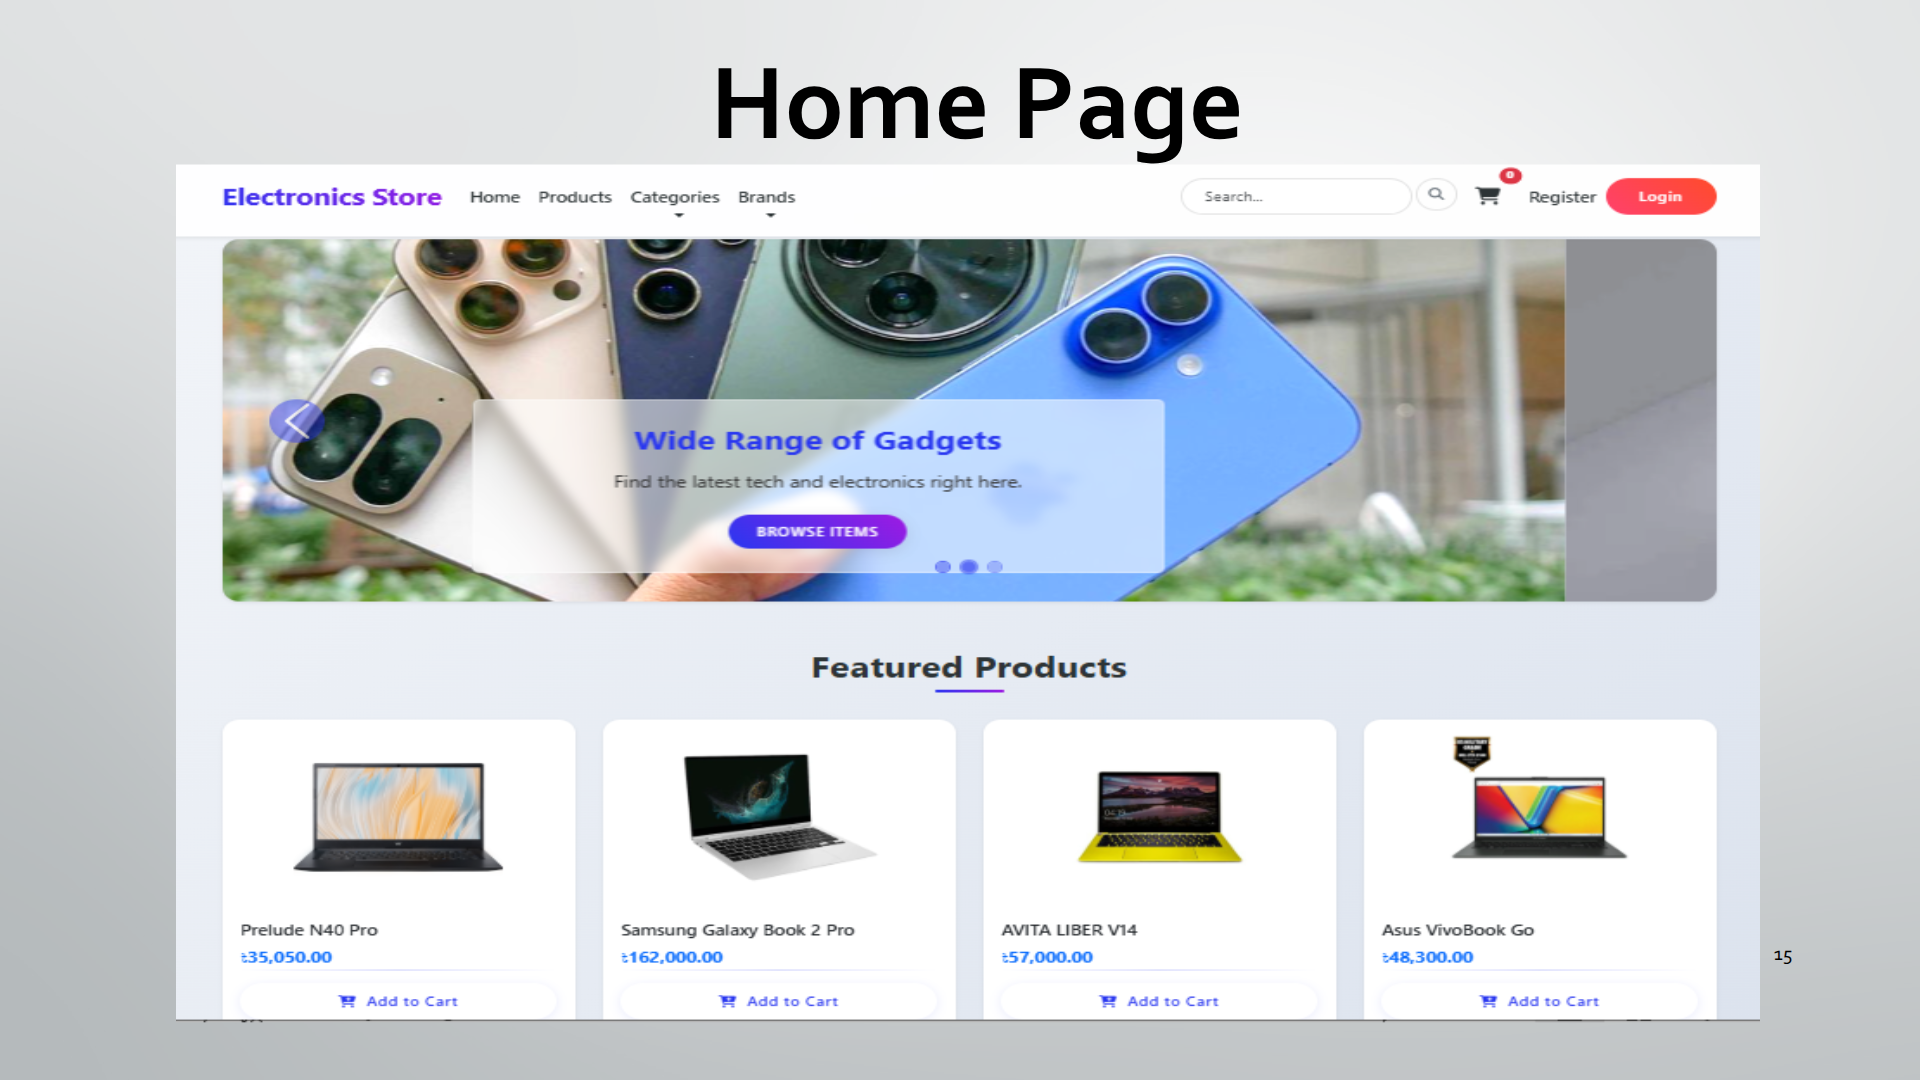 Home Page
Electronics Store Home Products Categories Brands Search... 0 Register Login
Wide Range of Gadgets
Find the latest tech and electronics right here.
BROWSE ITEMS
Featured Products
Prelude N40 Pro
৳35,050.00
Add to Cart
Samsung Galaxy Book 2 Pro
৳162,000.00
Add to Cart
AVITA LIBER V14
৳57,000.00
Add to Cart
Asus VivoBook Go
৳48,300.00
Add to Cart
15